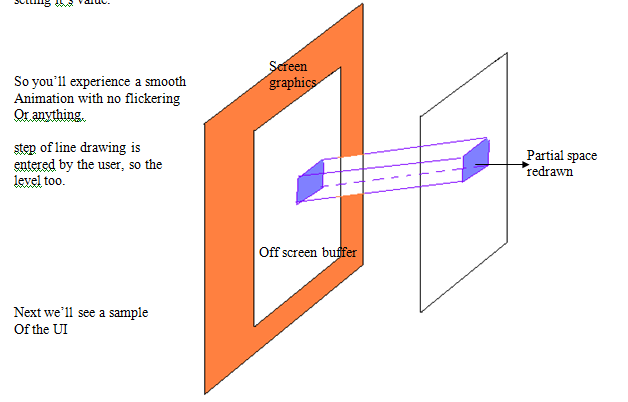 setting it's value.
So you'll experience a smooth
Animation with no flickering
Or anything.
step of line drawing is
entered by the user, so the
level too.
Next we'll see a sample
Of the UI
Screen
graphics
Off screen buffer
Partial space
redrawn